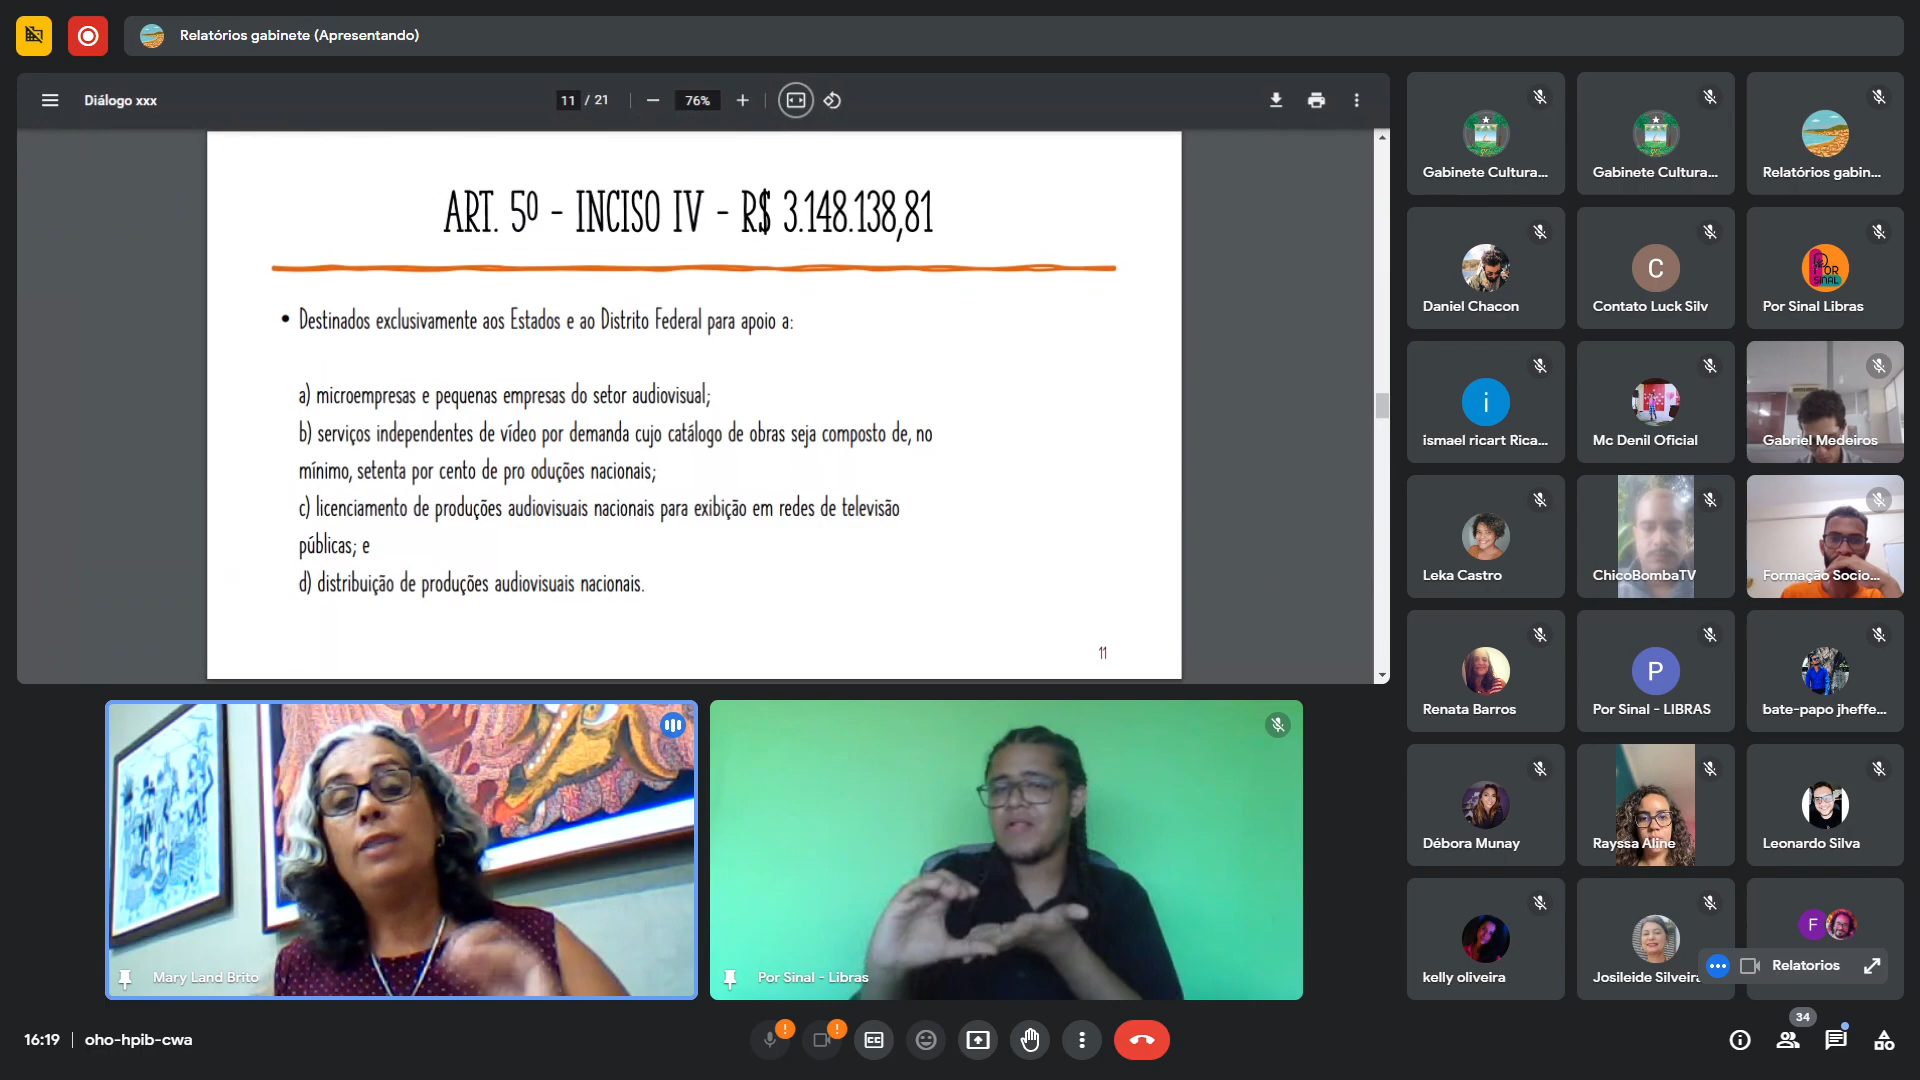 Relatórios gabinete (Apresentando)
Diálogo xxx
11 / 21
76%
ART. 5º - INCISO IV - R$ 3.148.138,81
• Destinados exclusivamente aos Estados e ao Distrito Federal para apoio a:
a) microempresas e pequenas empresas do setor audiovisual;
b) serviços independentes de vídeo por demanda cujo catálogo de obras seja composto de, no
mínimo, setenta por cento de pro oduções nacionais;
c) licenciamento de produções audiovisuais nacionais para exibição em redes de televisão
públicas; e
d) distribuição de produções audiovisuais nacionais.
11
Mary Land Brito
Por Sinal - Libras
Gabinete Cultura...
Gabinete Cultura...
Relatórios gabin...
Daniel Chacon
C
Contato Luck Silv
POR
SINAL
Por Sinal Libras
i
ismael ricart Rica...
Mc Denil Oficial
Gabriel Medeiros
Leka Castro
ChicoBombaTV
Formação Socio...
Renata Barros
P
Por Sinal - LIBRAS
bate-papo jheffe...
Débora Munay
Rayssa Aline
Leonardo Silva
kelly oliveira
Josileide Silveira
F
Relatorios
16:19
oho-hpib-cwa
34